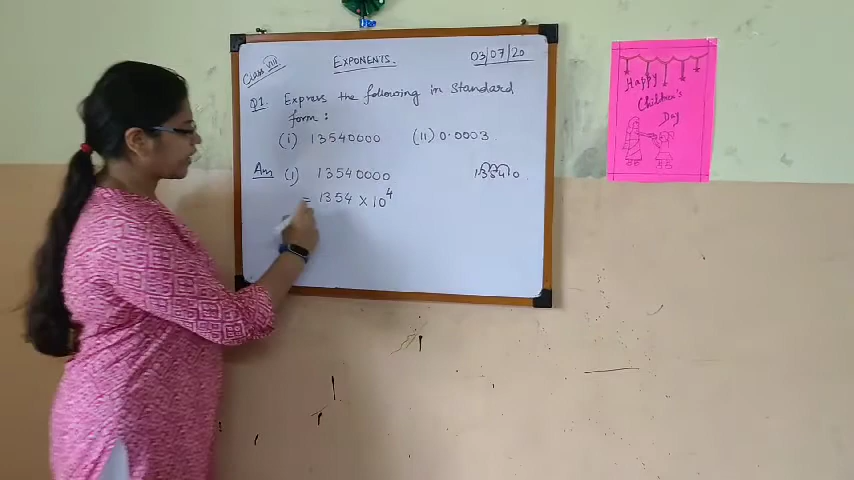 Class VIII
EXPONENTS.
03/07/20
Q1. Express the following in Standard
form :
(i) 13540000 (ii) 0.0003
Ans (i) 13540000
= 1354 × 10⁴
13540
Happy
Children's
Day